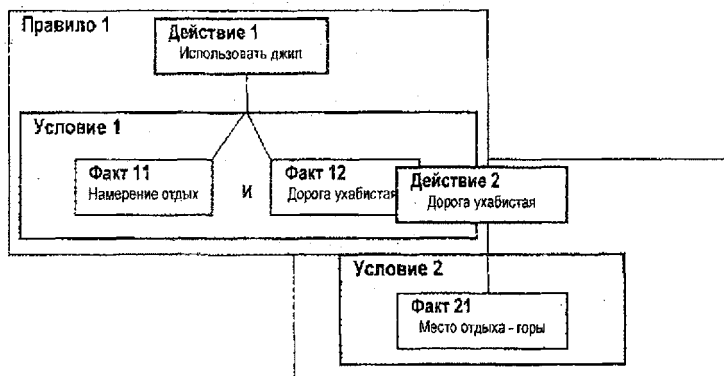 Правило 1
Действие 1
Использовать джип
Условие 1
Факт 11
Намерение отдых
и
Факт 12
Дорога ухабистая
Действие 2
Дорога ухабистая
Условие 2
Факт 21
Место отдыха - горы